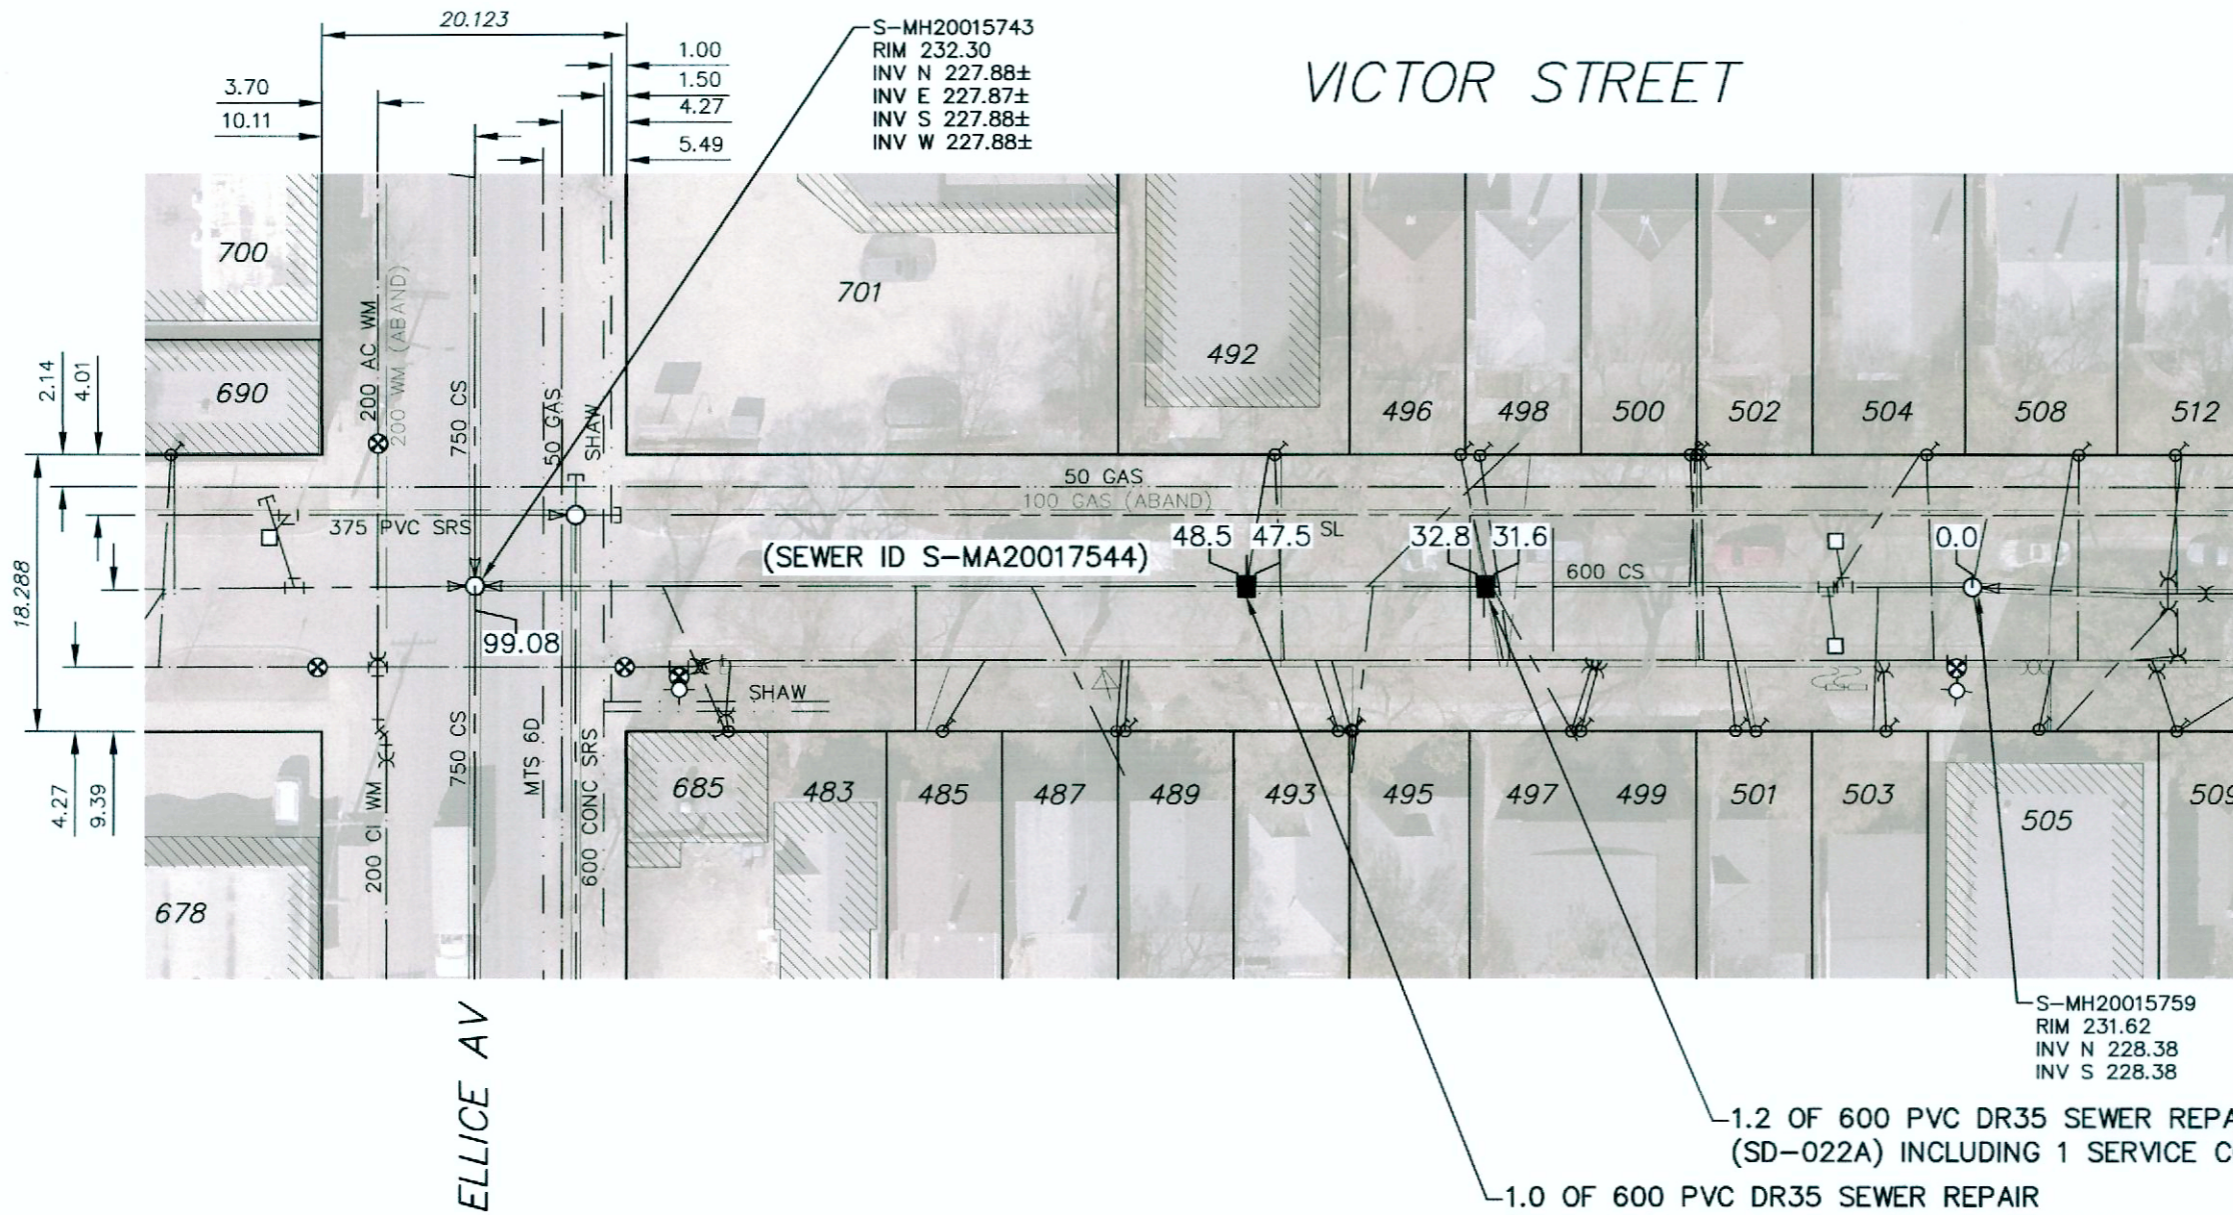 20.123
S-MH20015743
RIM 232.30
INV N 227.88±
INV E 227.87±
INV S 227.88±
INV W 227.88±
VICTOR STREET
1.00
1.50
4.27
5.49
3.70
10.11
700
690
701
492
496
498
500
502
504
508
512
200 AC WM
200 WM (ABAND)
750 CS
50 GAS
SHAW
2.14
4.01
18.288
4.27
9.39
50 GAS
100 GAS (ABAND)
375 PVC SRS
(SEWER ID S-MA20017544)
48.5
47.5
SL
32.8
31.6
600 CS
0.0
99.08
SHAW
750 CS
MTS 6D
600 CONC SRS
200 CI WM
678
685
483
485
487
489
493
495
497
499
501
503
505
509
ELLICE AV
S-MH20015759
RIM 231.62
INV N 228.38
INV S 228.38
1.2 OF 600 PVC DR35 SEWER REPA
(SD-022A) INCLUDING 1 SERVICE C
1.0 OF 600 PVC DR35 SEWER REPAIR